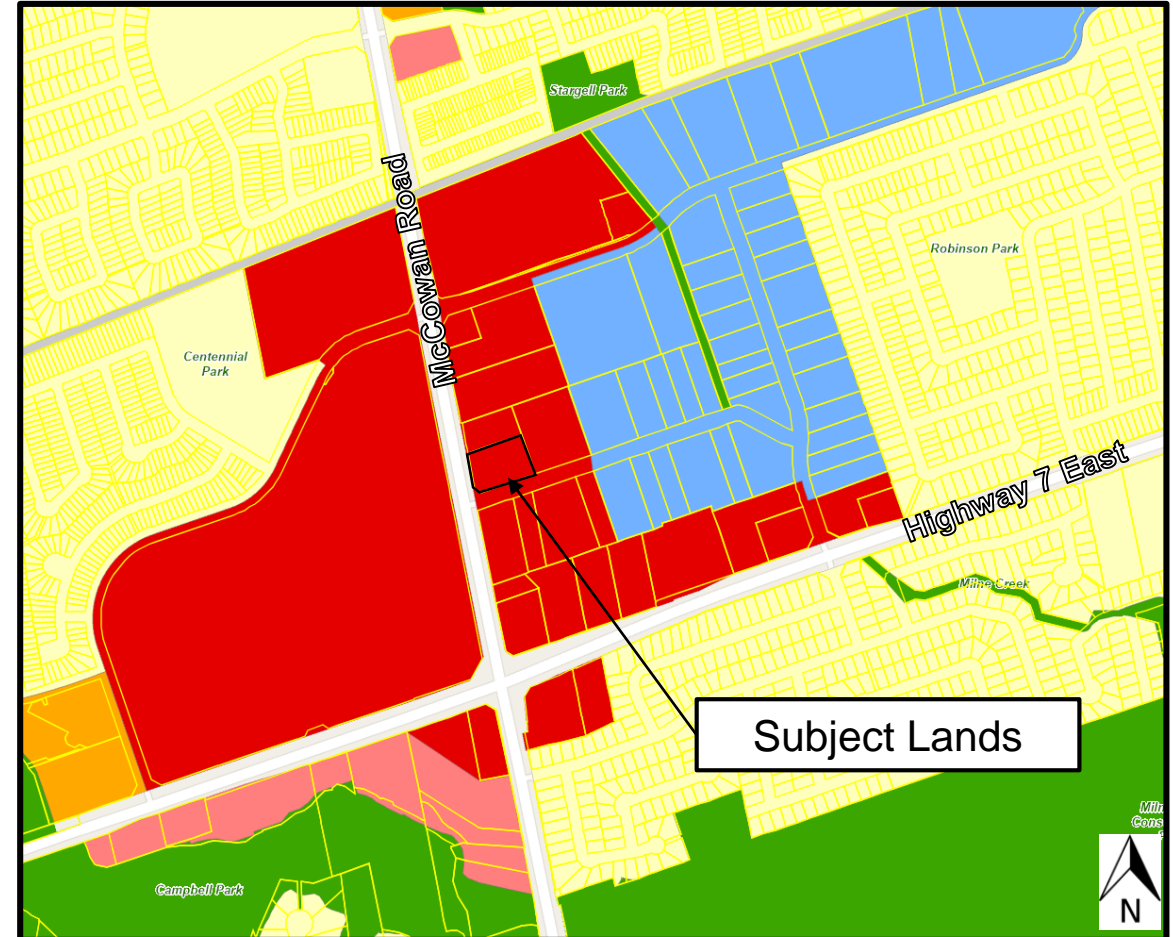 Stargell Park
McCowan Road
Robinson Park
Centennial
Park
Highway 7 East
Milne Creek
Subject Lands
Campbell Park
N